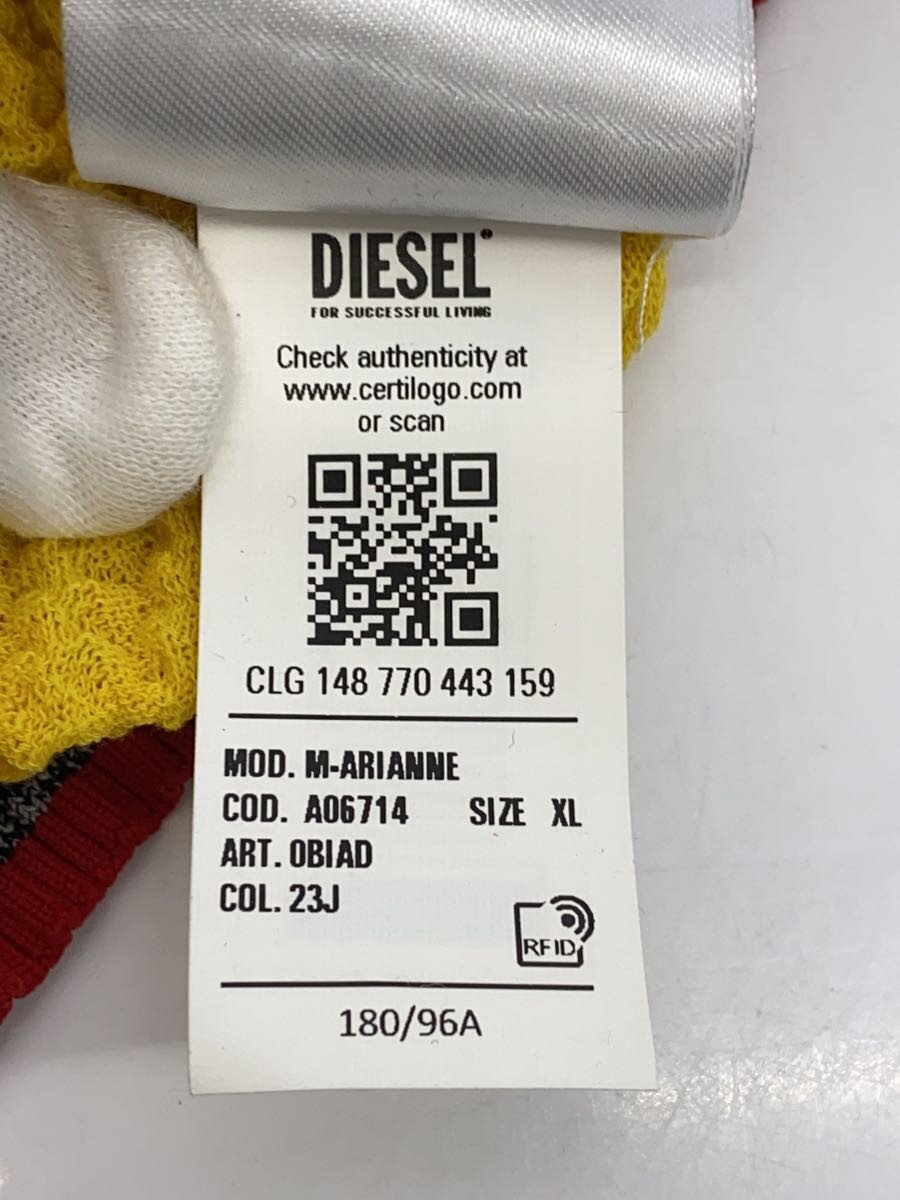 DIESEL®
FOR SUCCESSFUL LIVING
Check authenticity at
www.certilogo.com
or scan
CLG 148 770 443 159
MOD. M-ARIANNE
COD. A06714 SIZE XL
ART. 0BIAD
COL. 23J
RFID
180/96A